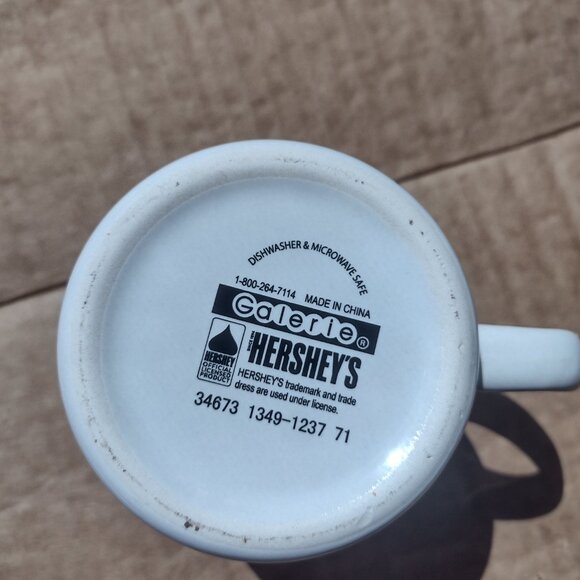 DISHWASHER & MICROWAVE SAFE
1-800-264-7114 MADE IN CHINA
Galerie®
HERSHEY'S
HERSHEY
OFFICIAL
LICENSED
PRODUCT
HERSHEY'S trademark and trade
dress are used under license.
34673 1349-1237 71